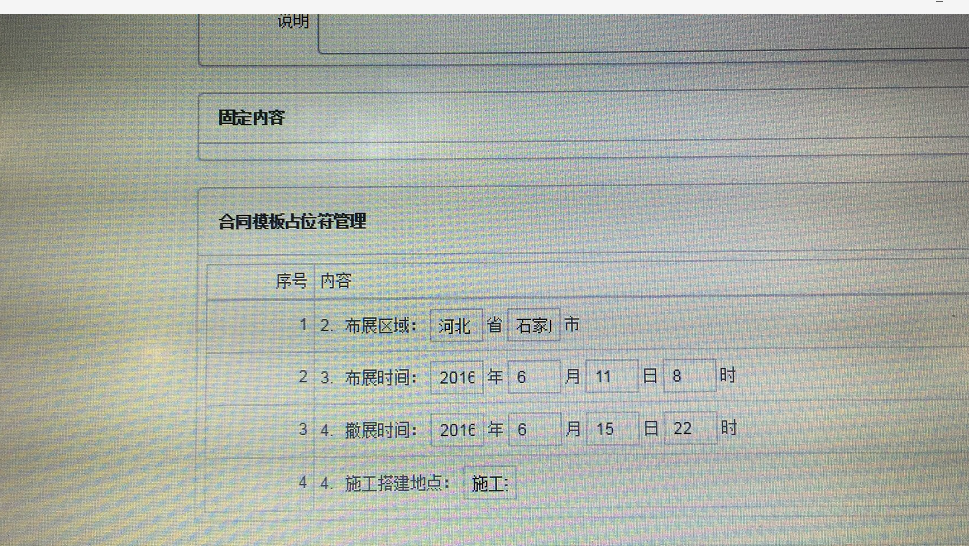 说明
固定内容
合同模板占位符管理
序号 内容
1 2. 布展区域： 河北 省 石家 市
2 3. 布展时间： 2016 年 6 月 11 日 8 时
3 4. 撤展时间： 2016 年 6 月 15 日 22 时
4 4. 施工搭建地点： 施工